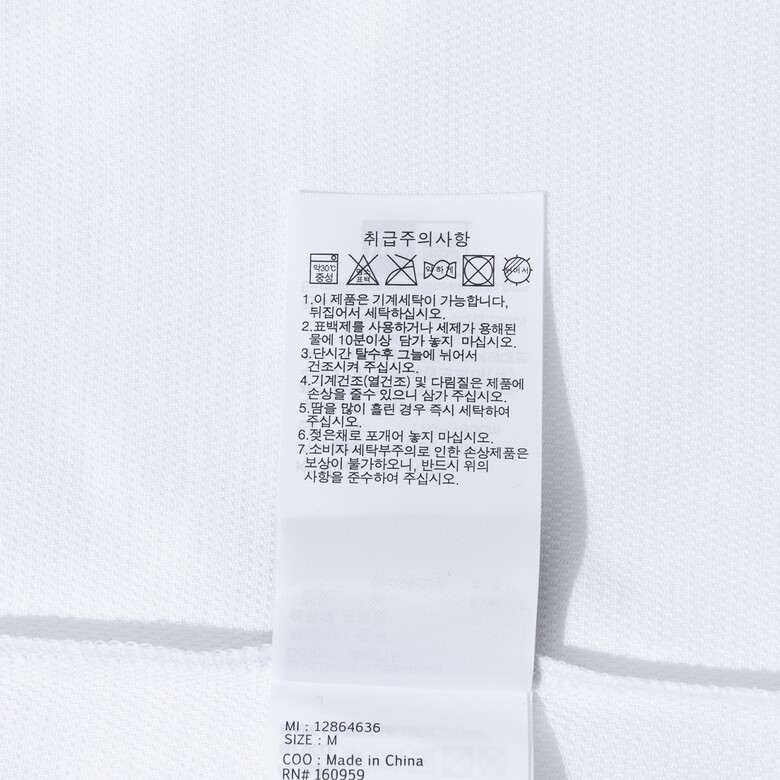 취급주의사항
약30℃ 중성
염소 표백
약하게
뉘어서
1.이 제품은 기계세탁이 가능합니다,
뒤집어서 세탁하십시오.
2.표백제를 사용하거나 세제가 용해된
물에 10분이상 담가 놓지 마십시오.
3.단시간 탈수후 그늘에 뉘어서
건조시켜 주십시오.
4.기계건조(열건조) 및 다림질은 제품에
손상을 줄수 있으니 삼가 주십시오.
5.땀을 많이 흘린 경우 즉시 세탁하여
주십시오.
6.젖은채로 포개어 놓지 마십시오.
7.소비자 세탁부주의로 인한 손상제품은
보상이 불가하오니, 반드시 위의
사항을 준수하여 주십시오.
MI : 12864636
SIZE : M
COO : Made in China
RN# 160959